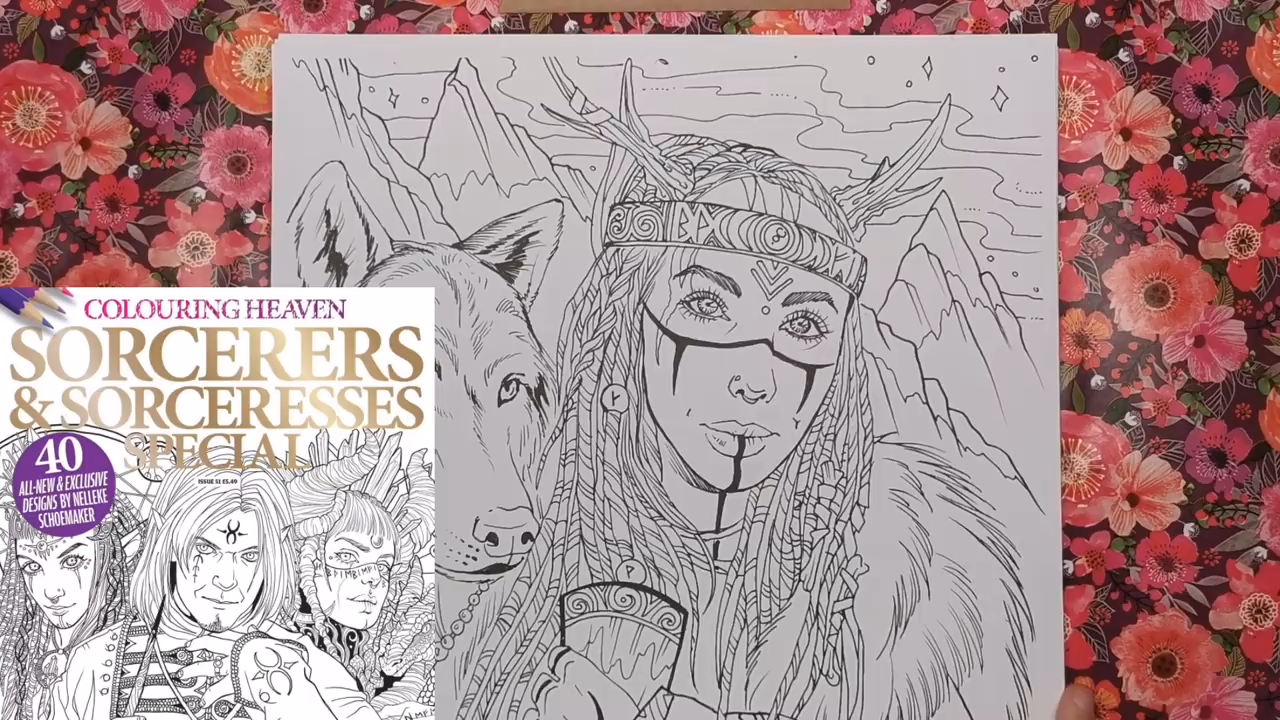 COLOURING HEAVEN
SORCERERS
& SORCERESSES
SPECIAL
ISSUE 51 £5.49
40
ALL-NEW & EXCLUSIVE
DESIGNS BY NELLEKE
SCHOEMAKER